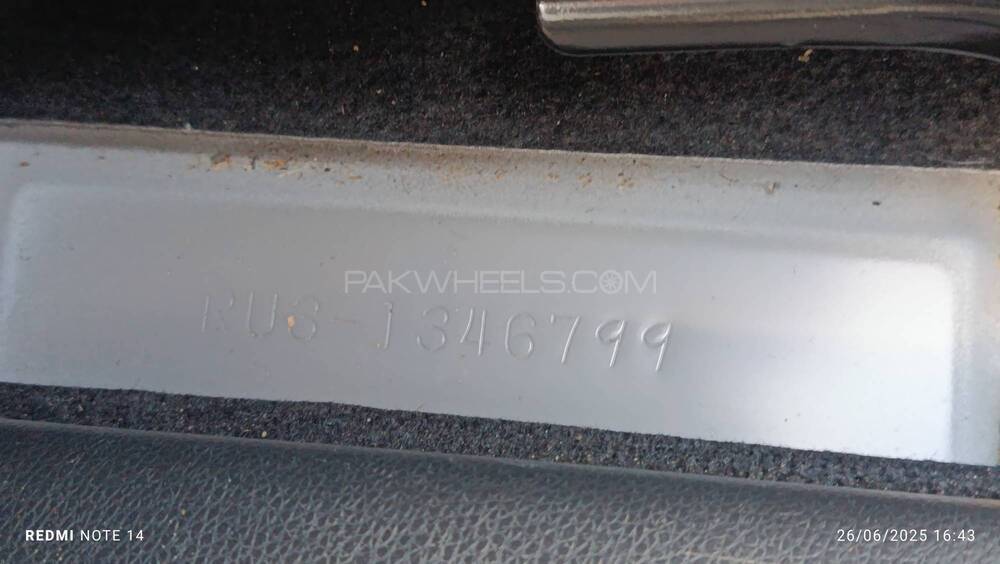 PAKWHEELS.COM
RU3-1346799
REDMI NOTE 14
26/06/2025 16:43